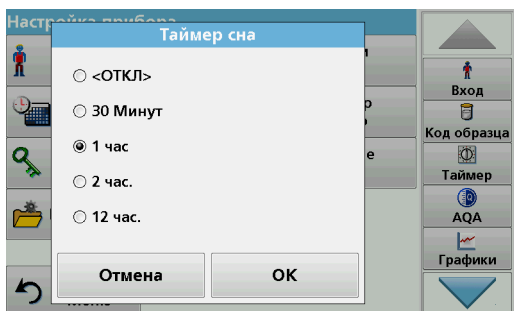 Настройка прибора
Таймер сна
<ОТКЛ>
30 Минут
1 час
2 час.
12 час.
Отмена
OK
Вход
Код образца
Таймер
AQA
Графики